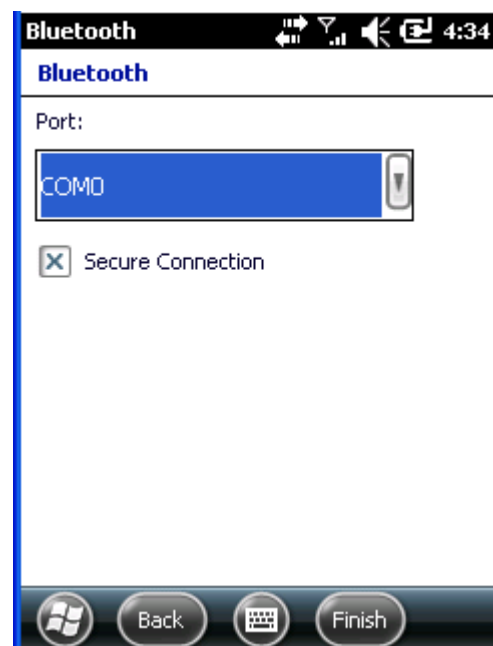 Bluetooth 4:34
Bluetooth
Port:
COM0
Secure Connection
Back Finish